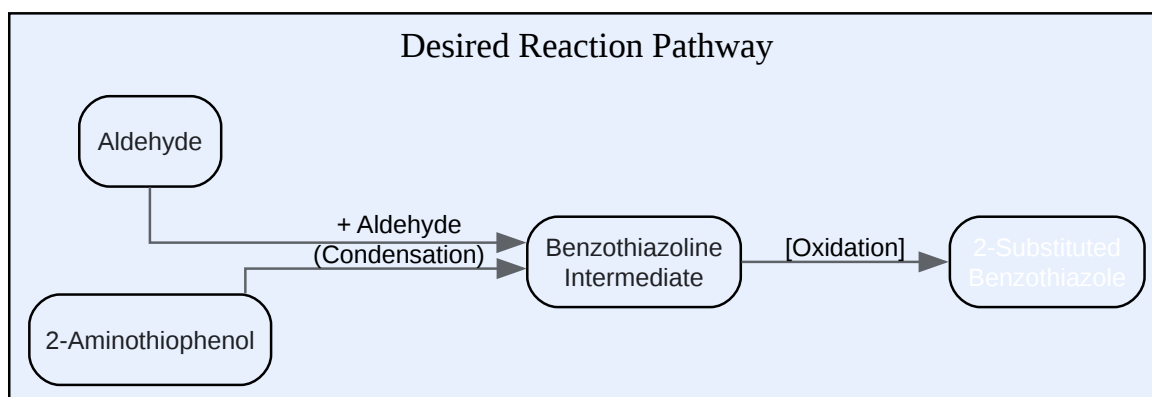 Desired Reaction Pathway
Aldehyde
+ Aldehyde
(Condensation)
2-Aminothiophenol
Benzothiazoline
Intermediate
[Oxidation]
2-Substituted
Benzothiazole